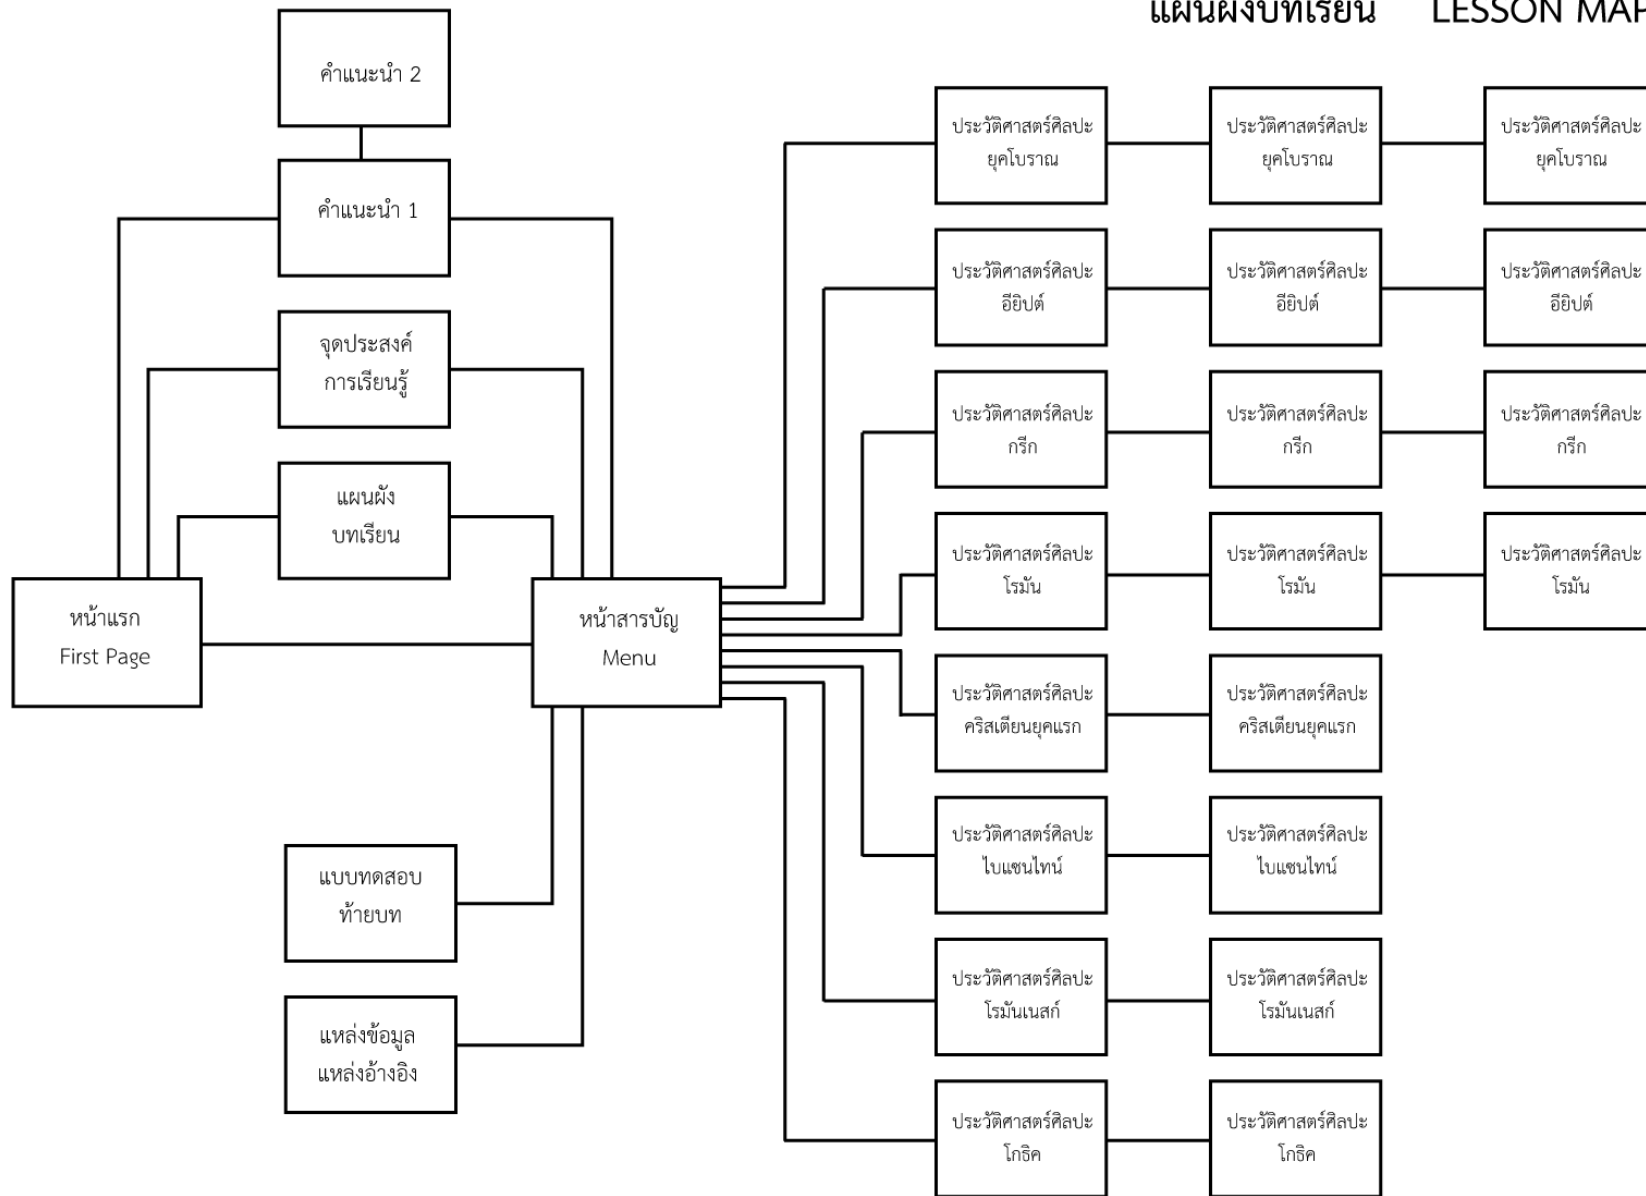 แผนผังบทเรียน LESSON MAP
คำแนะนำ 2
คำแนะนำ 1
จุดประสงค์
การเรียนรู้
แผนผัง
บทเรียน
หน้าแรก
First Page
หน้าสารบัญ
Menu
แบบทดสอบ
ท้ายบท
แหล่งข้อมูล
แหล่งอ้างอิง
ประวัติศาสตร์ศิลปะ
ยุคโบราณ
ประวัติศาสตร์ศิลปะ
ยุคโบราณ
ประวัติศาสตร์ศิลปะ
ยุคโบราณ
ประวัติศาสตร์ศิลปะ
อียิปต์
ประวัติศาสตร์ศิลปะ
อียิปต์
ประวัติศาสตร์ศิลปะ
อียิปต์
ประวัติศาสตร์ศิลปะ
กรีก
ประวัติศาสตร์ศิลปะ
กรีก
ประวัติศาสตร์ศิลปะ
กรีก
ประวัติศาสตร์ศิลปะ
โรมัน
ประวัติศาสตร์ศิลปะ
โรมัน
ประวัติศาสตร์ศิลปะ
โรมัน
ประวัติศาสตร์ศิลปะ
คริสเตียนยุคแรก
ประวัติศาสตร์ศิลปะ
คริสเตียนยุคแรก
ประวัติศาสตร์ศิลปะ
ไบแซนไทน์
ประวัติศาสตร์ศิลปะ
ไบแซนไทน์
ประวัติศาสตร์ศิลปะ
โรมันเนสก์
ประวัติศาสตร์ศิลปะ
โรมันเนสก์
ประวัติศาสตร์ศิลปะ
โกธิค
ประวัติศาสตร์ศิลปะ
โกธิค